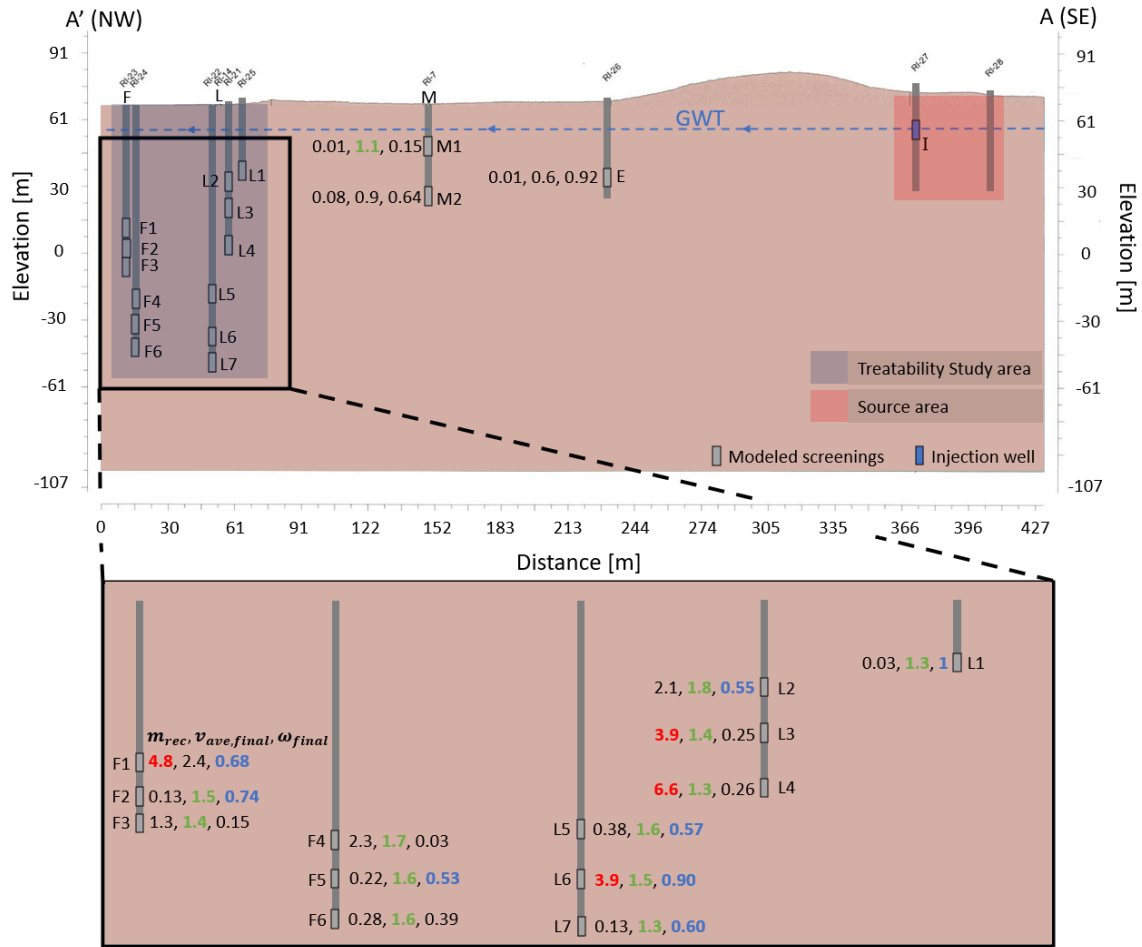 A’ (NW)
A (SE)
91
61
30
0
-30
-61
-107
Elevation [m]
91
61
30
0
-30
-61
-107
Elevation [m]
RI-23
RI-24
RI-22
RI-14
RI-21
RI-25
RI-7
RI-26
RI-27
RI-28
F
L
M
GWT
0.01, 1.1, 0.15 M1
0.08, 0.9, 0.64 M2
0.01, 0.6, 0.92 E
I
L1
L2
L3
L4
F1
F2
F3
F4
F5
F6
L5
L6
L7
Treatability Study area
Source area
Modeled screenings
Injection well
0 30 61 91 122 152 183 213 244 274 305 335 366 396 427
Distance [m]
0.03, 1.3, 1 L1
2.1, 1.8, 0.55 L2
3.9, 1.4, 0.25 L3
6.6, 1.3, 0.26 L4
m_rec, v_ave,final, ω_final
F1 4.8, 2.4, 0.68
F2 0.13, 1.5, 0.74
F3 1.3, 1.4, 0.15
F4 2.3, 1.7, 0.03
F5 0.22, 1.6, 0.53
F6 0.28, 1.6, 0.39
L5 0.38, 1.6, 0.57
L6 3.9, 1.5, 0.90
L7 0.13, 1.3, 0.60